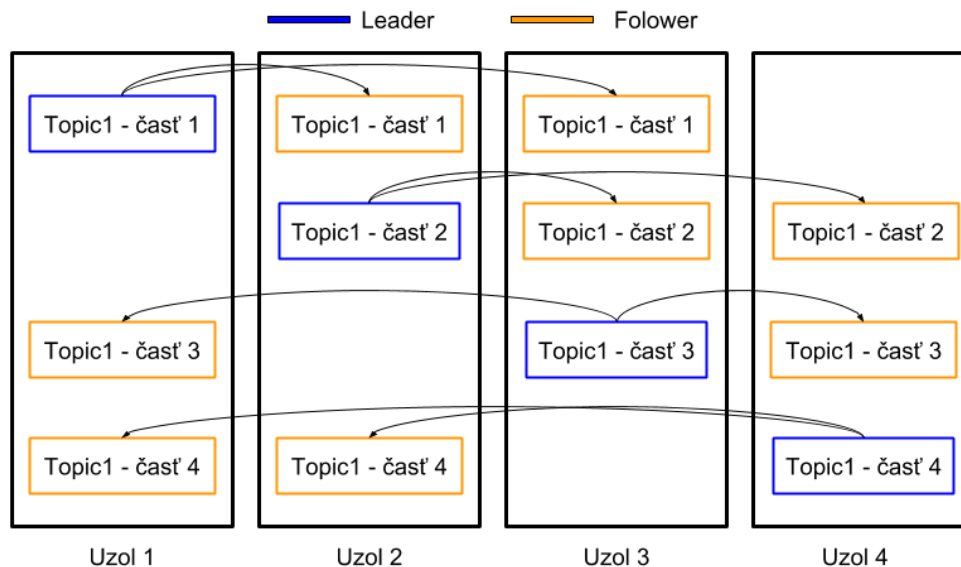 Leader Folower
Topic1 - časť 1 Topic1 - časť 1 Topic1 - časť 1
Topic1 - časť 2 Topic1 - časť 2 Topic1 - časť 2
Topic1 - časť 3 Topic1 - časť 3 Topic1 - časť 3
Topic1 - časť 4 Topic1 - časť 4 Topic1 - časť 4
Uzol 1 Uzol 2 Uzol 3 Uzol 4